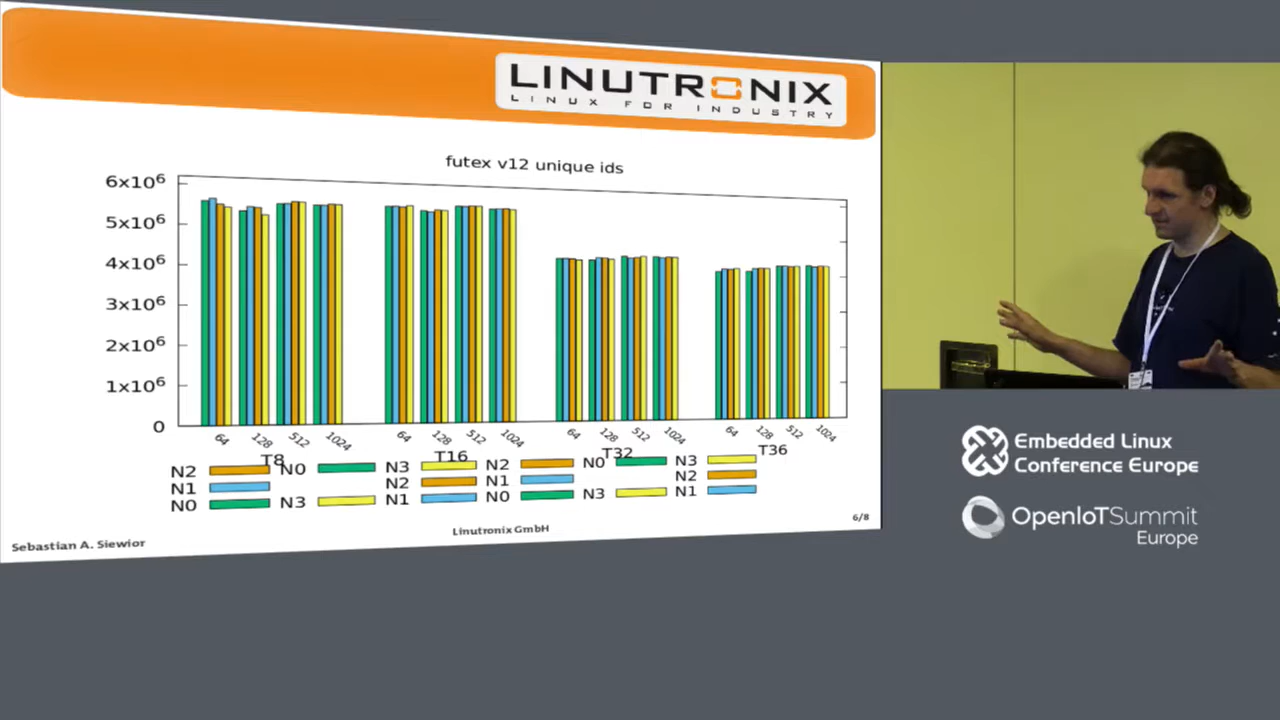 LINUTRONIX
LINUX FOR INDUSTRY
futex v12 unique ids
6x10⁶
5x10⁶
4x10⁶
3x10⁶
2x10⁶
1x10⁶
0
64 128 512 1024 64 128 512 1024 64 128 512 1024 64 128 512 1024
T8 T16 T32 T36
N2 N0 N3 N2 N0 N3
N1 N2 N1 N2
N0 N3 N1 N0 N3 N1
Sebastian A. Siewior
Linutronix GmbH
6/8
Embedded Linux
Conference Europe
OpenIoTSummit
Europe